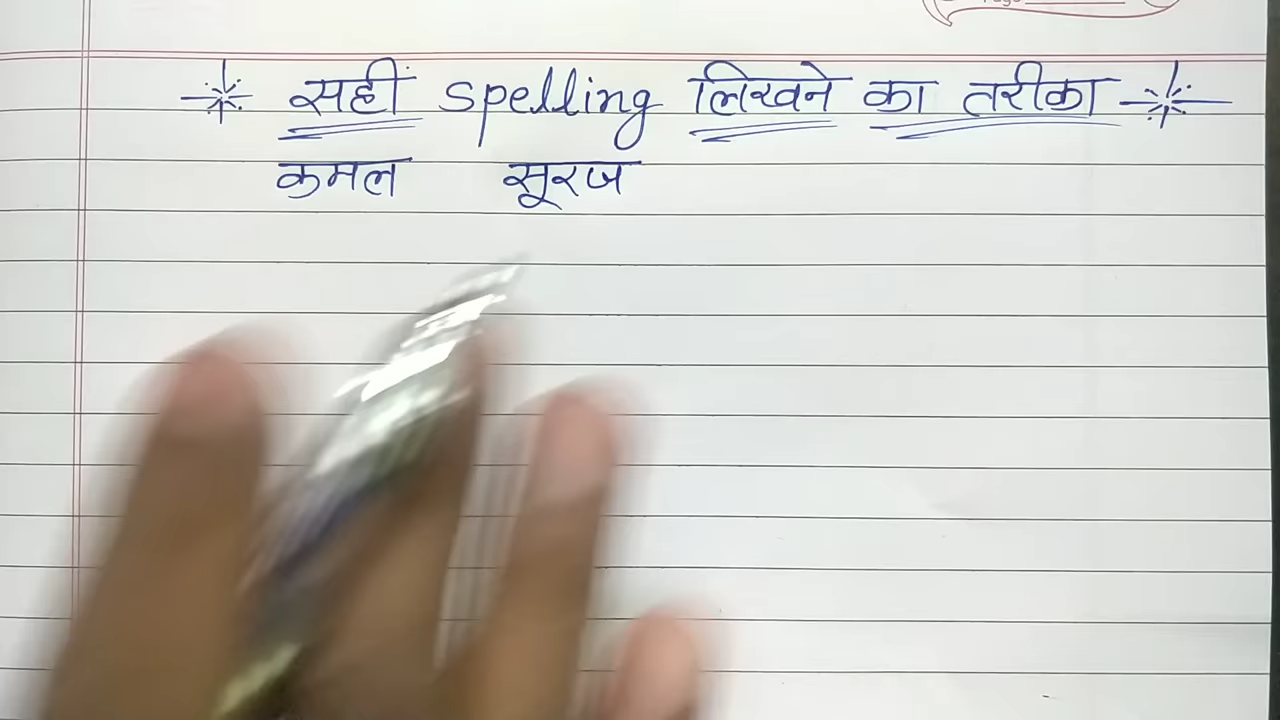 सही spelling लिखने का तरीका
कमल सूरज